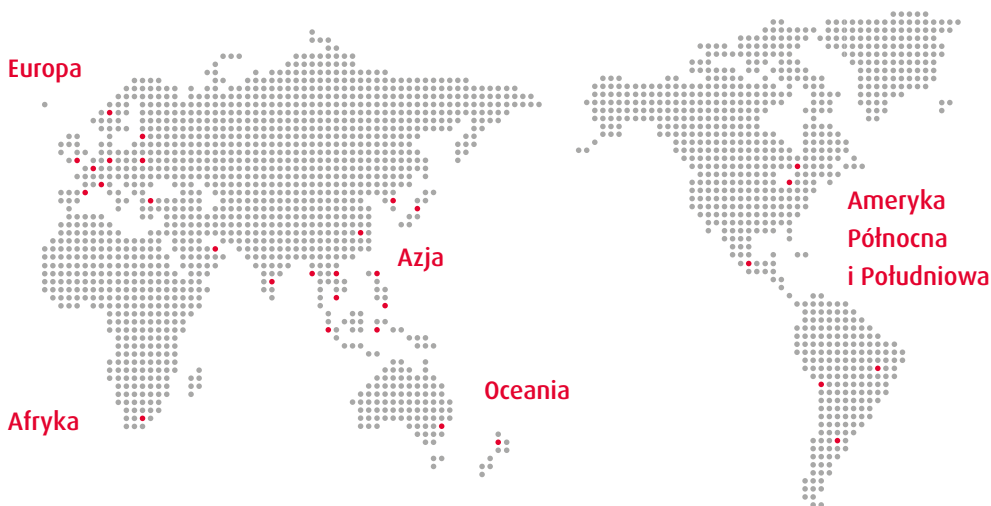 Europa
Azja
Ameryka
Północna
i Południowa
Oceania
Afryka